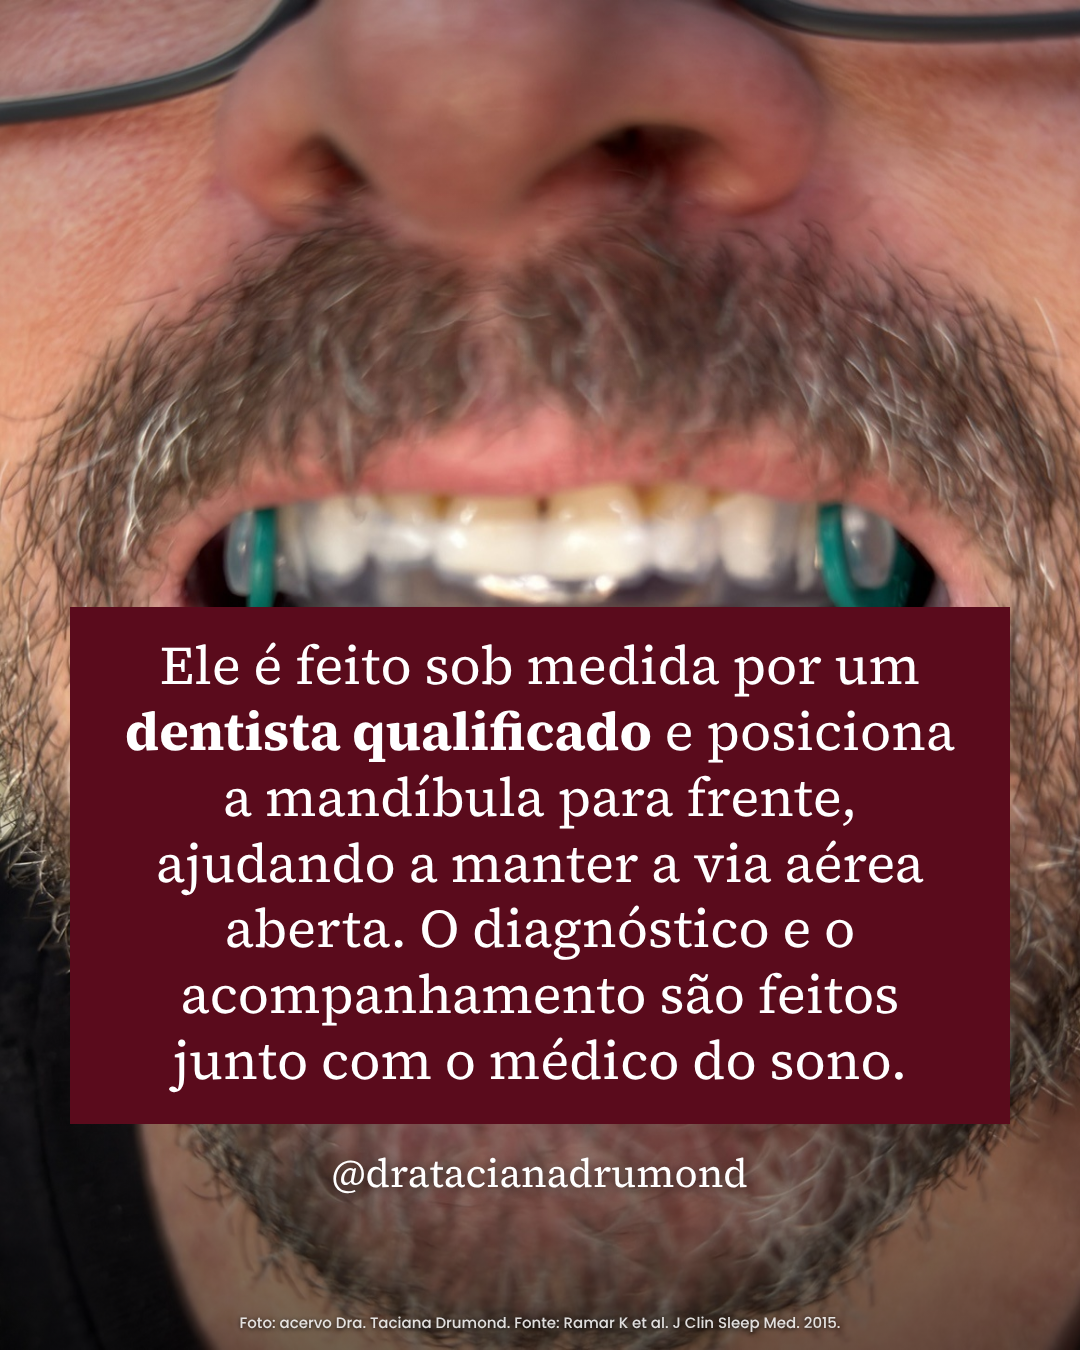 Ele é feito sob medida por um
dentista qualificado e posiciona
a mandíbula para frente,
ajudando a manter a via aérea
aberta. O diagnóstico e o
acompanhamento são feitos
junto com o médico do sono.
@dratacianadrumond
Foto: acervo Dra. Taciana Drumond. Fonte: Ramar K et al. J Clin Sleep Med. 2015.